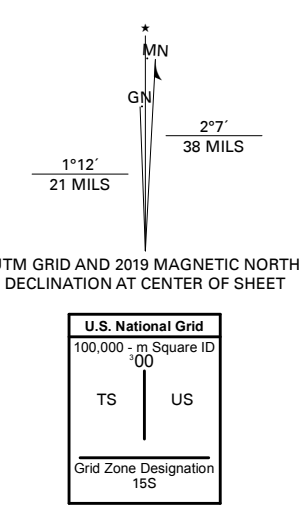 ★
MN
GN
2°7´
38 MILS
1°12´
21 MILS
UTM GRID AND 2019 MAGNETIC NORTH
DECLINATION AT CENTER OF SHEET
U.S. National Grid
100,000 - m Square ID
³00
TS US
Grid Zone Designation
15S